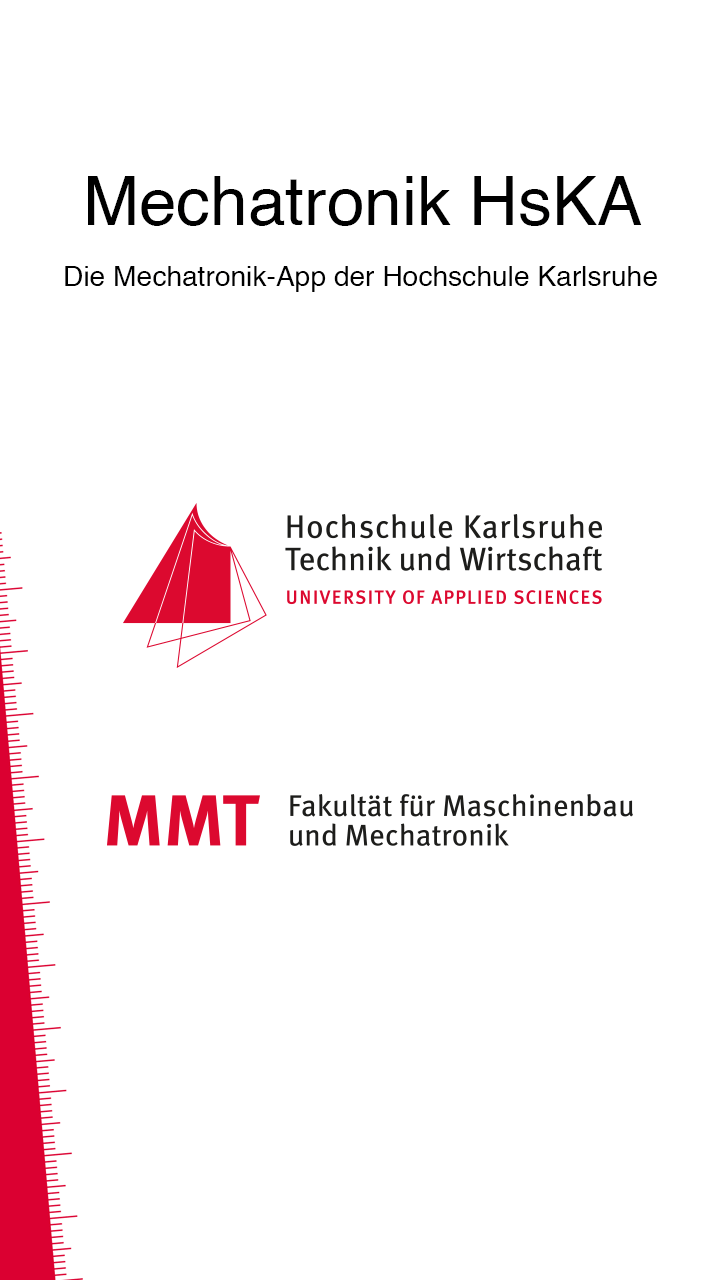 Mechatronik HsKA
Die Mechatronik-App der Hochschule Karlsruhe
Hochschule Karlsruhe
Technik und Wirtschaft
UNIVERSITY OF APPLIED SCIENCES
MMT
Fakultät für Maschinenbau
und Mechatronik